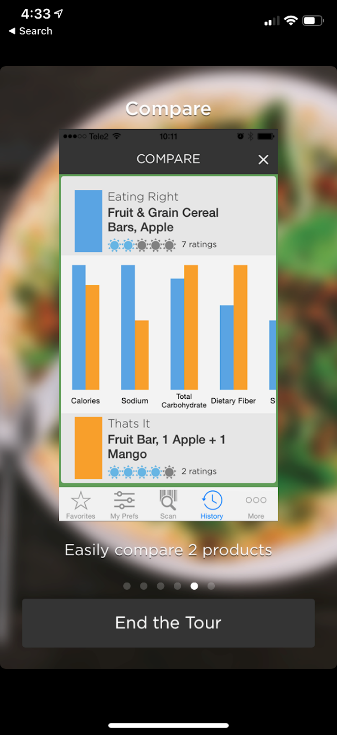 4:33
◀ Search
Compare
Tele2
10:11
COMPARE
Eating Right
Fruit & Grain Cereal
Bars, Apple
7 ratings
Calories
Sodium
Total
Carbohydrate
Dietary Fiber
S
Thats It
Fruit Bar, 1 Apple + 1
Mango
2 ratings
Favorites
My Prefs
Scan
History
More
Easily compare 2 products
End the Tour